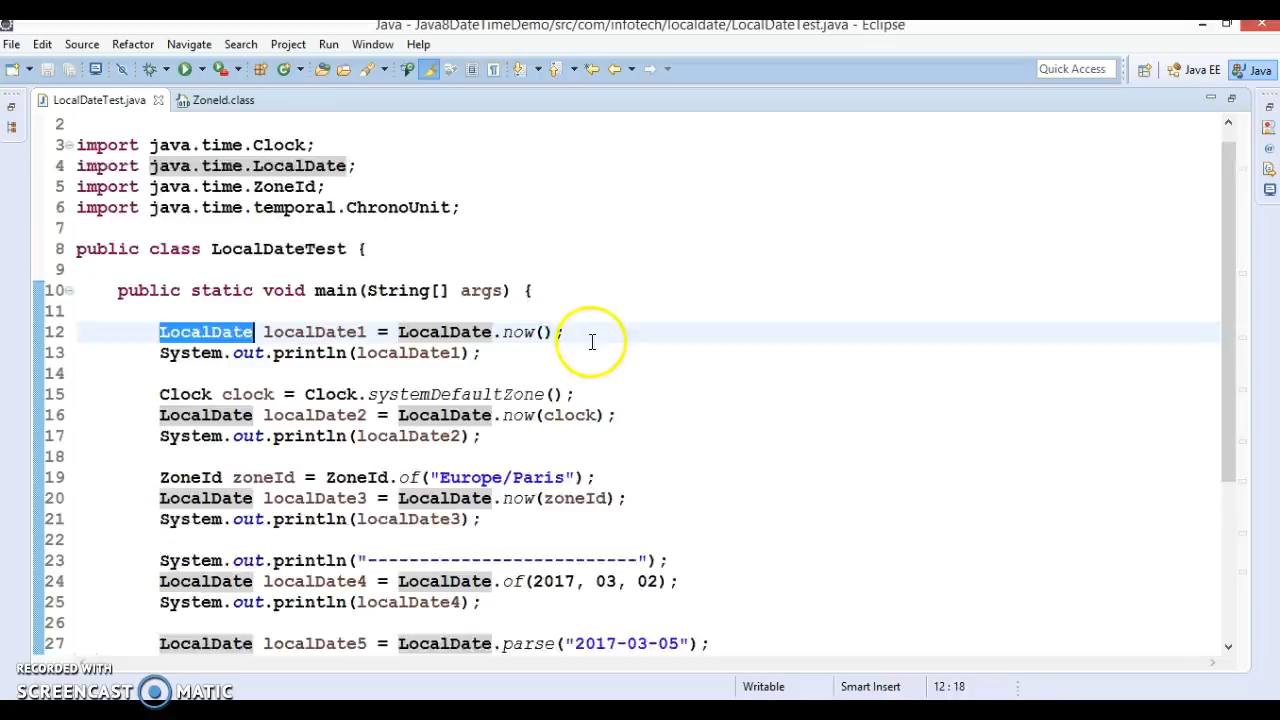 Java - Java8DateTimeDemo/src/com/infotech/localdate/LocalDateTest.java - Eclipse
File Edit Source Refactor Navigate Search Project Run Window Help
Quick Access Java EE Java
LocalDateTest.java ZoneId.class
2
3 import java.time.Clock;
4 import java.time.LocalDate;
5 import java.time.ZoneId;
6 import java.time.temporal.ChronoUnit;
7
8 public class LocalDateTest {
9
10 public static void main(String[] args) {
11
12 LocalDate localDate1 = LocalDate.now();
13 System.out.println(localDate1);
14
15 Clock clock = Clock.systemDefaultZone();
16 LocalDate localDate2 = LocalDate.now(clock);
17 System.out.println(localDate2);
18
19 ZoneId zoneId = ZoneId.of("Europe/Paris");
20 LocalDate localDate3 = LocalDate.now(zoneId);
21 System.out.println(localDate3);
22
23 System.out.println("--------------------------");
24 LocalDate localDate4 = LocalDate.of(2017, 03, 02);
25 System.out.println(localDate4);
26
27 LocalDate localDate5 = LocalDate.parse("2017-03-05");
RECORDED WITH
SCREENCAST MATIC
Writable Smart Insert 12 : 18